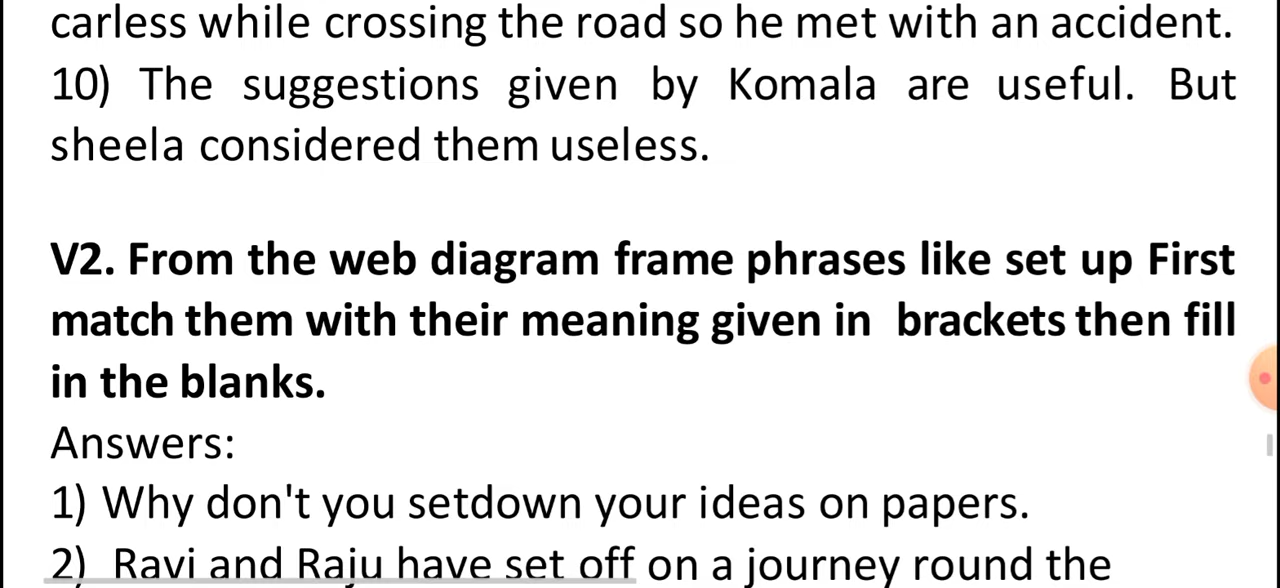 carless while crossing the road so he met with an accident.
10) The suggestions given by Komala are useful. But
sheela considered them useless.
V2. From the web diagram frame phrases like set up First
match them with their meaning given in brackets then fill
in the blanks.
Answers:
1) Why don't you setdown your ideas on papers.
2) Ravi and Raju have set off on a journey round the